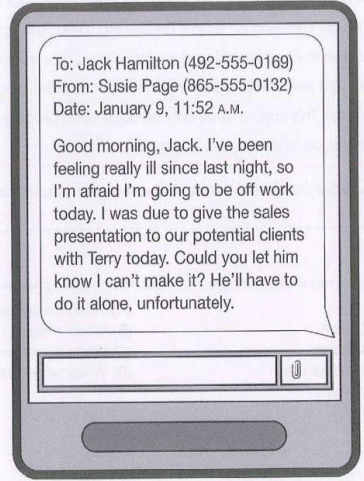 To: Jack Hamilton (492-555-0169)
From: Susie Page (865-555-0132)
Date: January 9, 11:52 A.M.
Good morning, Jack. I've been
feeling really ill since last night, so
I'm afraid I'm going to be off work
today. I was due to give the sales
presentation to our potential clients
with Terry today. Could you let him
know I can't make it? He'll have to
do it alone, unfortunately.